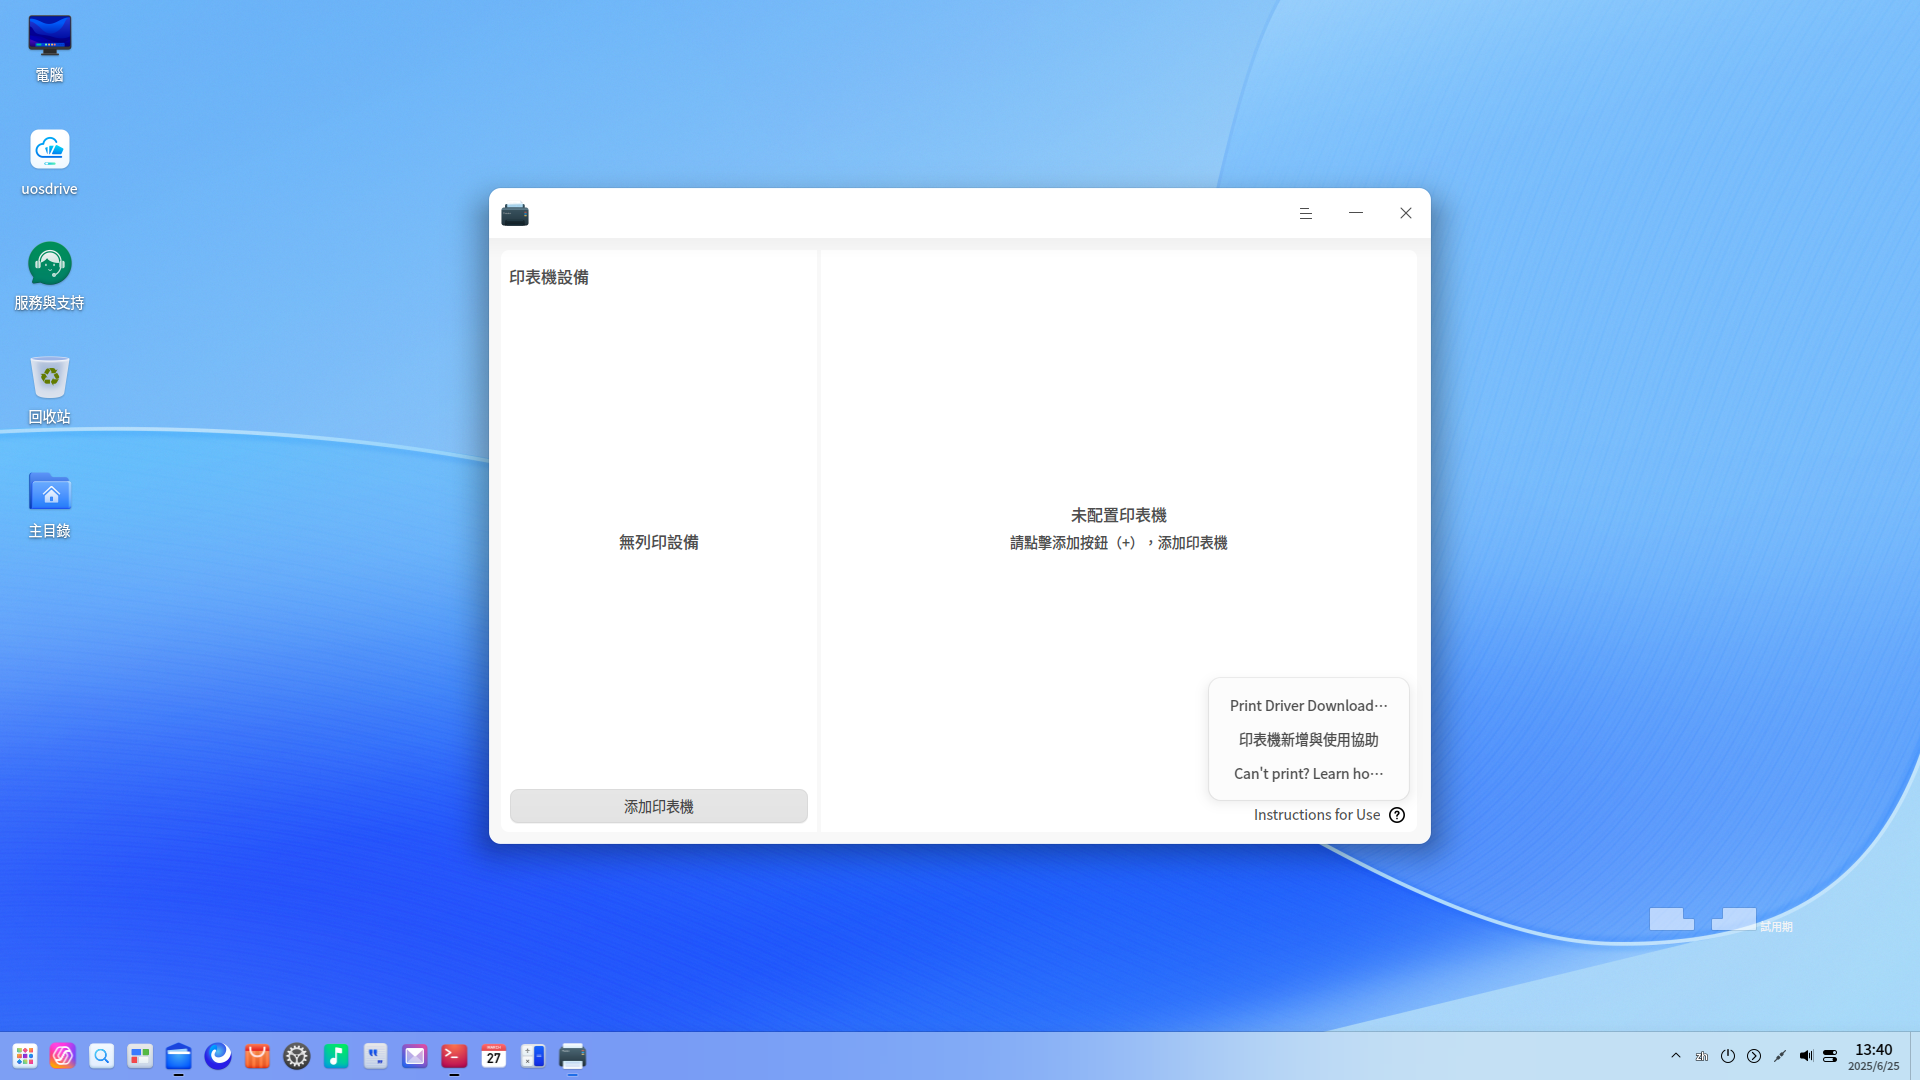 電腦
uosdrive
服務與支持
回收站
主目錄
印表機設備
無列印設備
添加印表機
未配置印表機
請點擊添加按鈕（+），添加印表機
Print Driver Download…
印表機新增與使用協助
Can't print? Learn ho…
Instructions for Use
試用期
MARCH
27
zh
13:40
2025/6/25